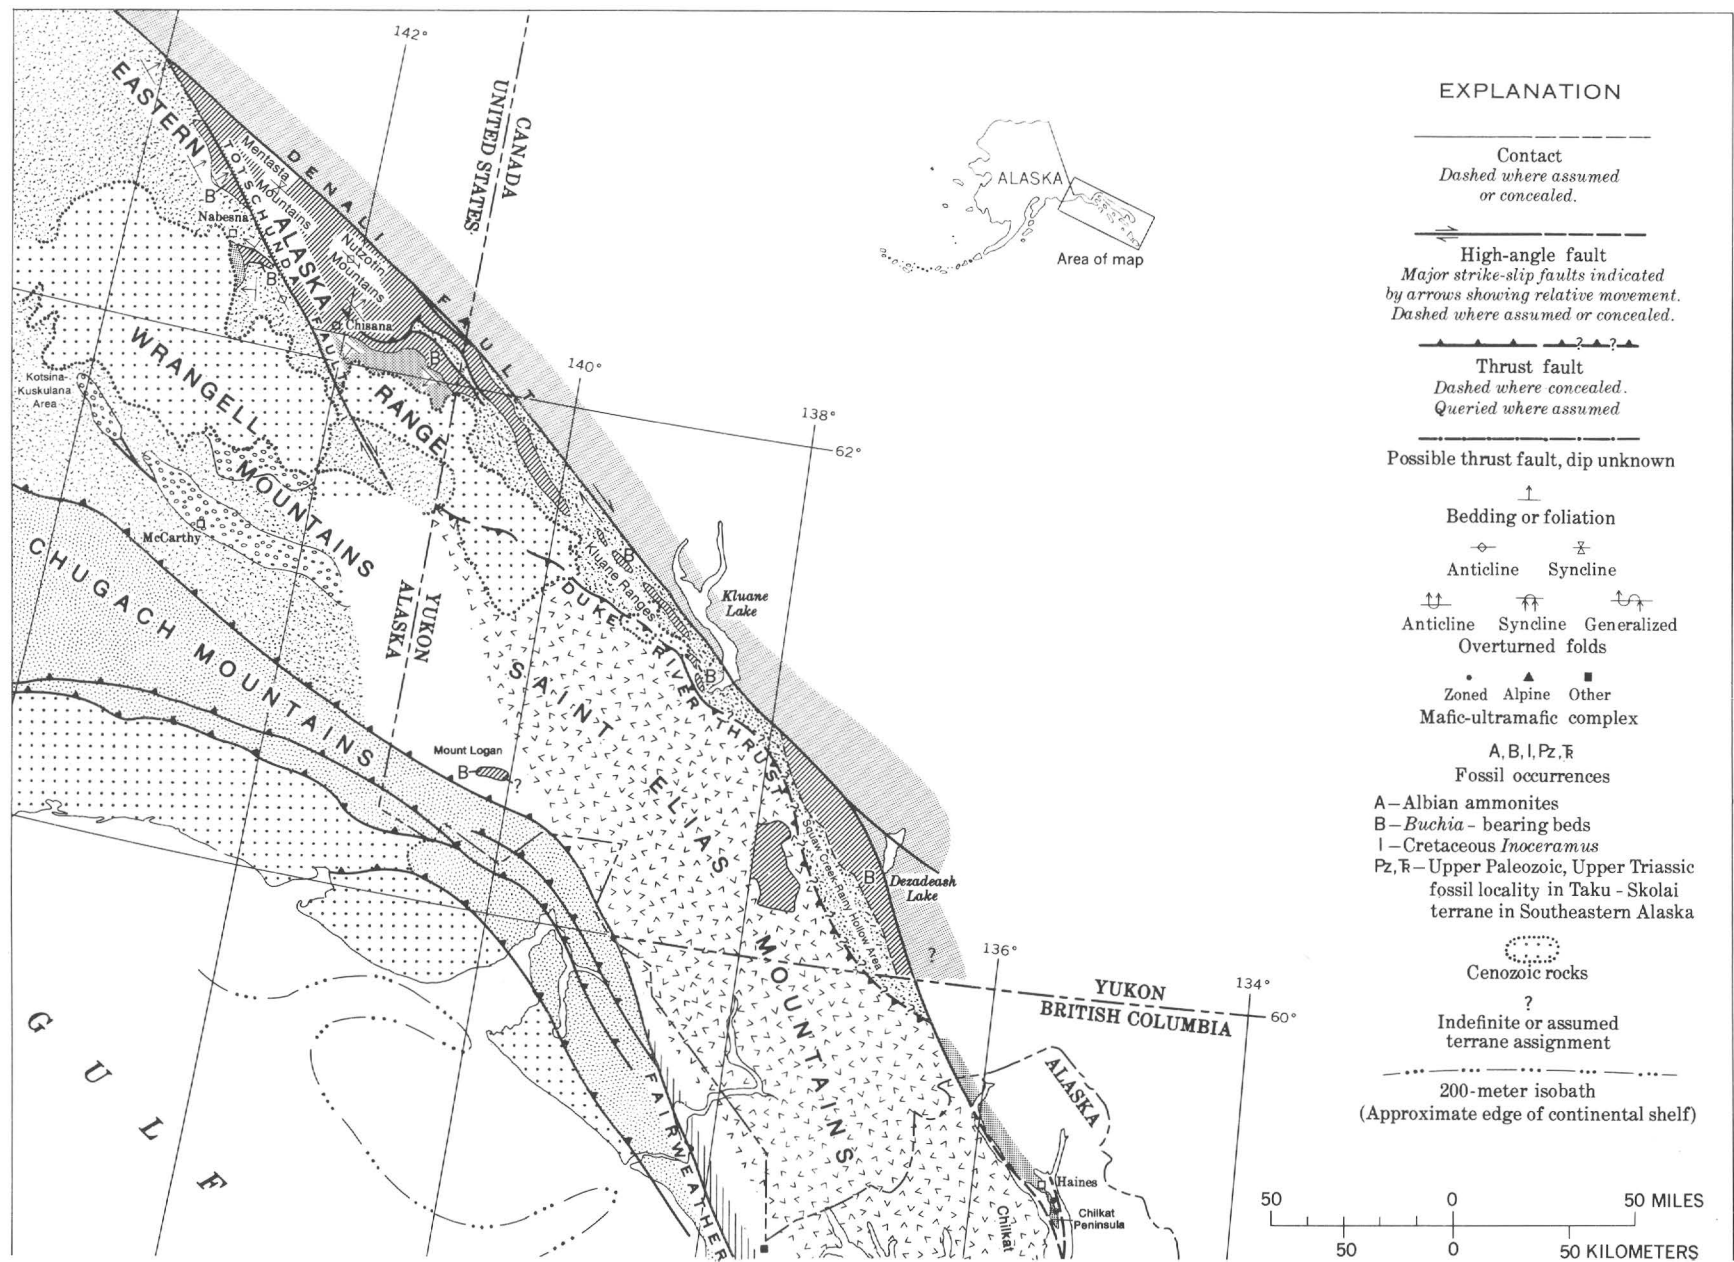 142°
EASTERN
ALASKA
RANGE
DENALI FAULT
TOTSCHUNDA FAULT
CANADA
UNITED STATES
Mentasta
Mountains
Nutzotin
Mountains
B
Nabesna
B
Chisana
B
140°
138°
62°
Kotsina-
Kuskulana
Area
WRANGELL
MOUNTAINS
McCarthy
CHUGACH MOUNTAINS
YUKON
ALASKA
B
Kluane Ranges
Kluane
Lake
B
DUKE RIVER THRUST
SAINT ELIAS MOUNTAINS
Mount Logan
B
?
Squaw Creek-Rainy Hollow Area
B
Dezadeash
Lake
?
136°
134°
60°
YUKON
BRITISH COLUMBIA
ALASKA
FAIRWEATHER
Haines
Chilkat
Peninsula
Chilkat
GULF
ALASKA
Area of map
EXPLANATION
Contact
Dashed where assumed
or concealed.
High-angle fault
Major strike-slip faults indicated
by arrows showing relative movement.
Dashed where assumed or concealed.
? ?
Thrust fault
Dashed where concealed.
Queried where assumed
Possible thrust fault, dip unknown
Bedding or foliation
Anticline Syncline
Anticline Syncline Generalized
Overturned folds
Zoned Alpine Other
Mafic-ultramafic complex
A, B, I, Pz, Ꞧ
Fossil occurrences
A–Albian ammonites
B–Buchia-bearing beds
I–Cretaceous Inoceramus
Pz, Ꞧ–Upper Paleozoic, Upper Triassic
fossil locality in Taku-Skolai
terrane in Southeastern Alaska
Cenozoic rocks
?
Indefinite or assumed
terrane assignment
200-meter isobath
(Approximate edge of continental shelf)
50 0 50 MILES
50 0 50 KILOMETERS